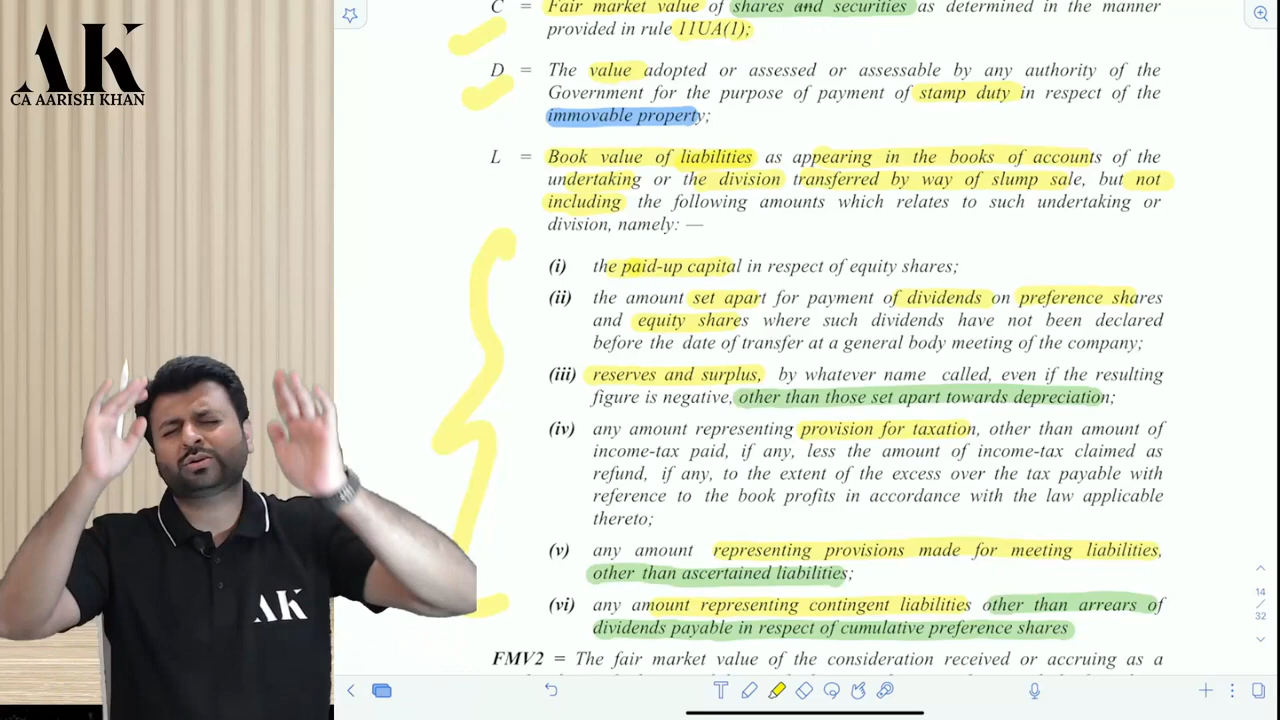 AK
CA AARISH KHAN
C = Fair market value of shares and securities as determined in the manner
provided in rule 11UA(1);
D = The value adopted or assessed or assessable by any authority of the
Government for the purpose of payment of stamp duty in respect of the
immovable property;
L = Book value of liabilities as appearing in the books of accounts of the
undertaking or the division transferred by way of slump sale, but not
including the following amounts which relates to such undertaking or
division, namely: —
(i) the paid-up capital in respect of equity shares;
(ii) the amount set apart for payment of dividends on preference shares
and equity shares where such dividends have not been declared
before the date of transfer at a general body meeting of the company;
(iii) reserves and surplus, by whatever name called, even if the resulting
figure is negative, other than those set apart towards depreciation;
(iv) any amount representing provision for taxation, other than amount of
income-tax paid, if any, less the amount of income-tax claimed as
refund, if any, to the extent of the excess over the tax payable with
reference to the book profits in accordance with the law applicable
thereto;
(v) any amount representing provisions made for meeting liabilities,
other than ascertained liabilities;
(vi) any amount representing contingent liabilities other than arrears of
dividends payable in respect of cumulative preference shares
FMV2 = The fair market value of the consideration received or accruing as a
14
/
32
AK
T